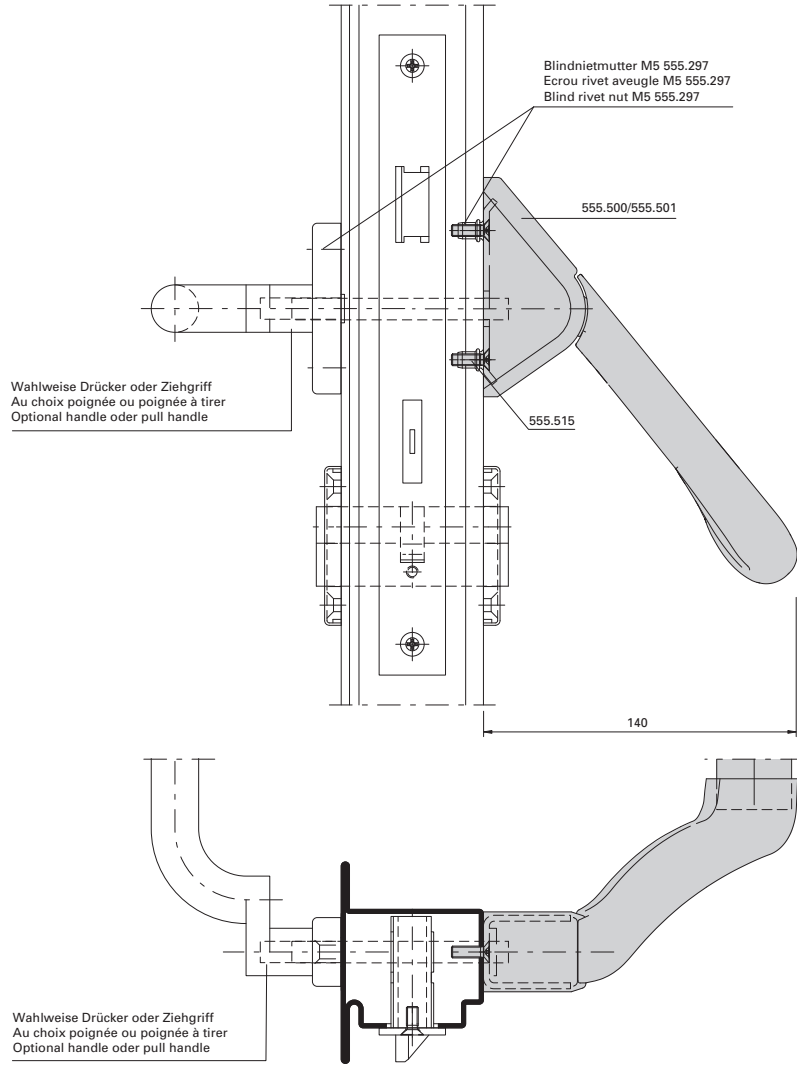 Blindnietmutter M5 555.297
Ecrou rivet aveugle M5 555.297
Blind rivet nut M5 555.297
555.500/555.501
Wahlweise Drücker oder Ziehgriff
Au choix poignée ou poignée à tirer
Optional handle oder pull handle
555.515
140
Wahlweise Drücker oder Ziehgriff
Au choix poignée ou poignée à tirer
Optional handle oder pull handle